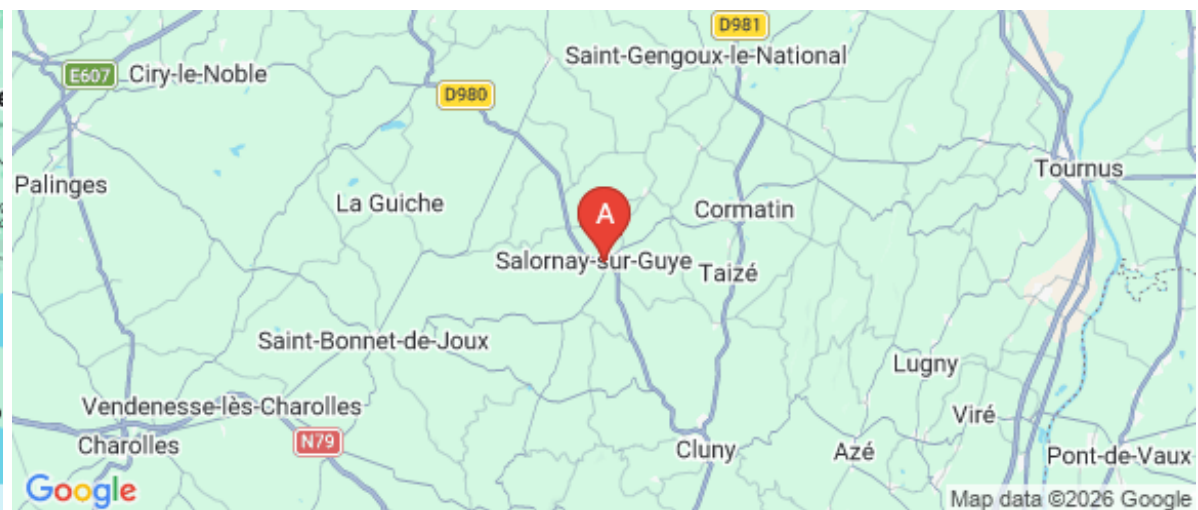 D981
Saint-Gengoux-le-National
E607
Ciry-le-Noble
D980
Tournus
Palinges
La Guiche
A
Cormatin
Salornay-sur-Guye
Taizé
Saint-Bonnet-de-Joux
Lugny
Vendenesse-lès-Charolles
Viré
Charolles
N79
Cluny
Azé
Pont-de-Vaux
Google
Map data ©2026 Google